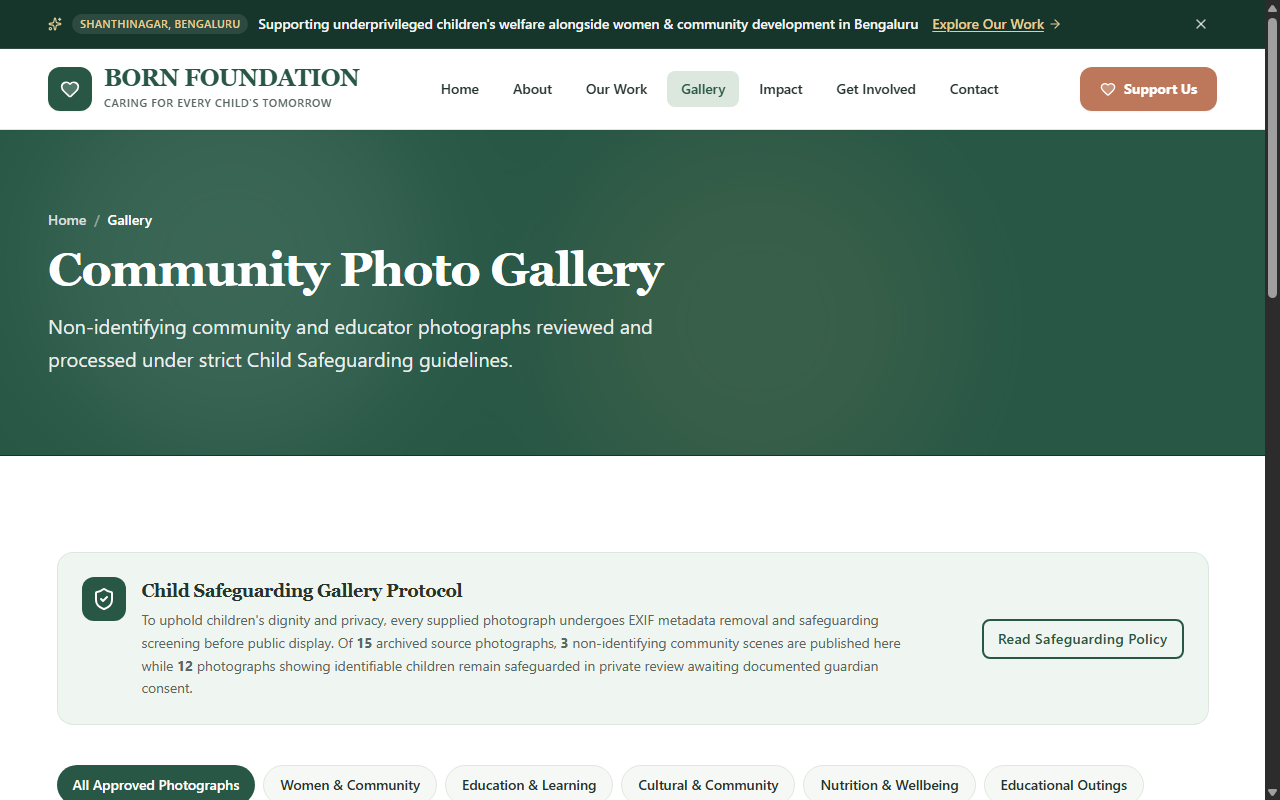 SHANTHINAGAR, BENGALURU Supporting underprivileged children's welfare alongside women & community development in Bengaluru Explore Our Work →
BORN FOUNDATION
CARING FOR EVERY CHILD'S TOMORROW
Home About Our Work Gallery Impact Get Involved Contact Support Us
Home / Gallery
Community Photo Gallery
Non-identifying community and educator photographs reviewed and
processed under strict Child Safeguarding guidelines.
Child Safeguarding Gallery Protocol
To uphold children's dignity and privacy, every supplied photograph undergoes EXIF metadata removal and safeguarding
screening before public display. Of 15 archived source photographs, 3 non-identifying community scenes are published here
while 12 photographs showing identifiable children remain safeguarded in private review awaiting documented guardian
consent.
Read Safeguarding Policy
All Approved Photographs Women & Community Education & Learning Cultural & Community Nutrition & Wellbeing Educational Outings